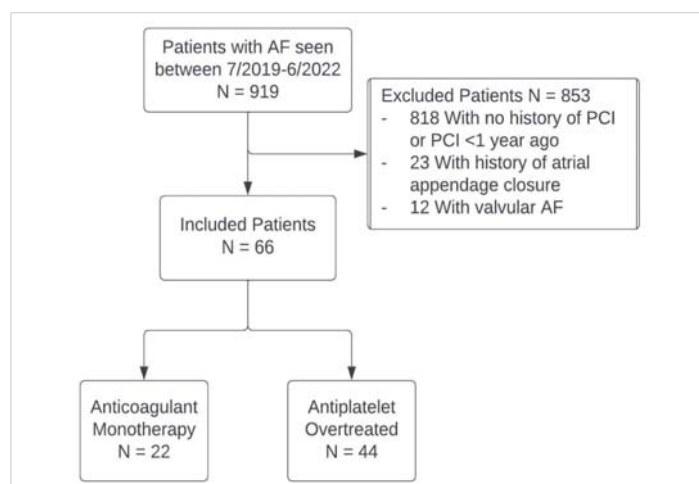 Patients with AF seen
between 7/2019-6/2022
N = 919
Excluded Patients N = 853
- 818 With no history of PCI
or PCI <1 year ago
- 23 With history of atrial
appendage closure
- 12 With valvular AF
Included Patients
N = 66
Anticoagulant
Monotherapy
N = 22
Antiplatelet
Overtreated
N = 44